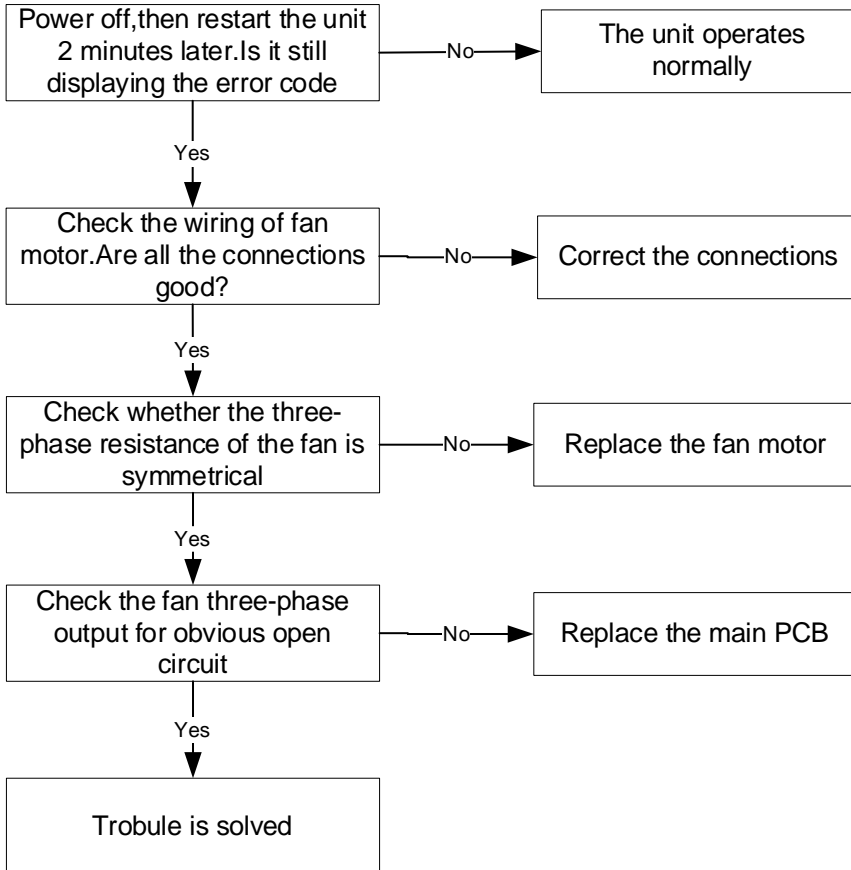 Power off,then restart the unit
2 minutes later.Is it still
displaying the error code
No
The unit operates
normally
Yes
Check the wiring of fan
motor.Are all the connections
good?
No
Correct the connections
Yes
Check whether the three-
phase resistance of the fan is
symmetrical
No
Replace the fan motor
Yes
Check the fan three-phase
output for obvious open
circuit
No
Replace the main PCB
Yes
Trobule is solved